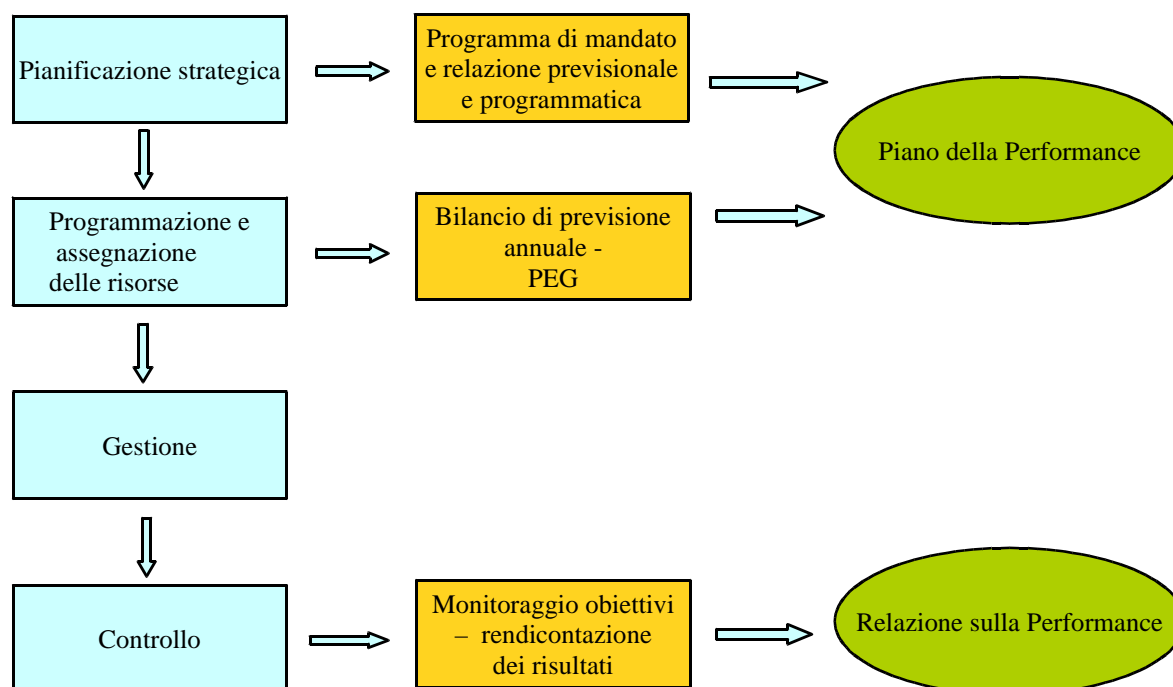 Pianificazione strategica
Programma di mandato
e relazione previsionale
e programmatica
Piano della Performance
Programmazione e
assegnazione
delle risorse
Bilancio di previsione
annuale -
PEG
Gestione
Controllo
Monitoraggio obiettivi
– rendicontazione
dei risultati
Relazione sulla Performance